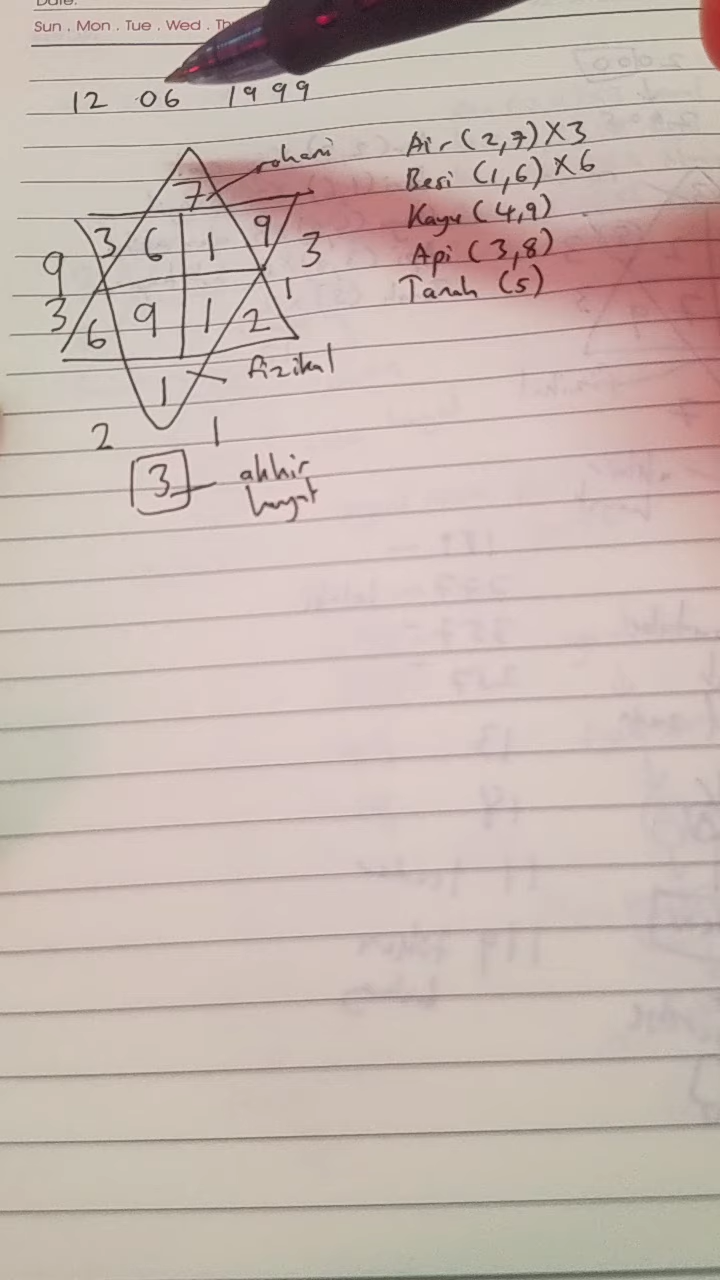 Date:
Sun . Mon . Tue . Wed . Th
12 06 1999
rohani
7
3 6 1 9
9 3
3 1
6 9 1 2
1
fizikal
2 1
3
akhir
hayat
Air (2,7) X 3
Besi (1,6) X 6
Kayu (4,9)
Api (3,8)
Tanah (5)